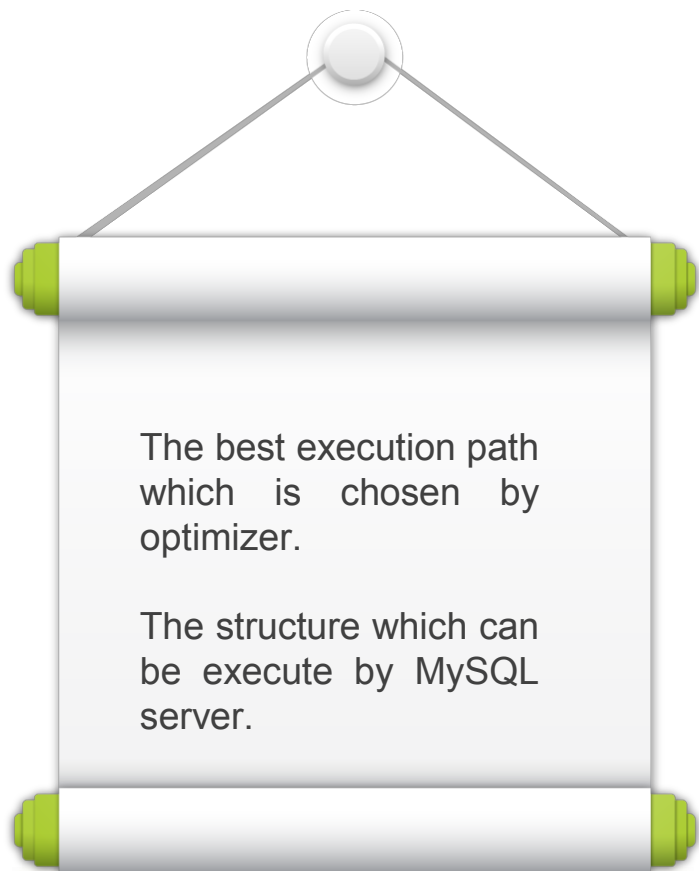 The best execution path
which is chosen by
optimizer.
The structure which can
be execute by MySQL
server.